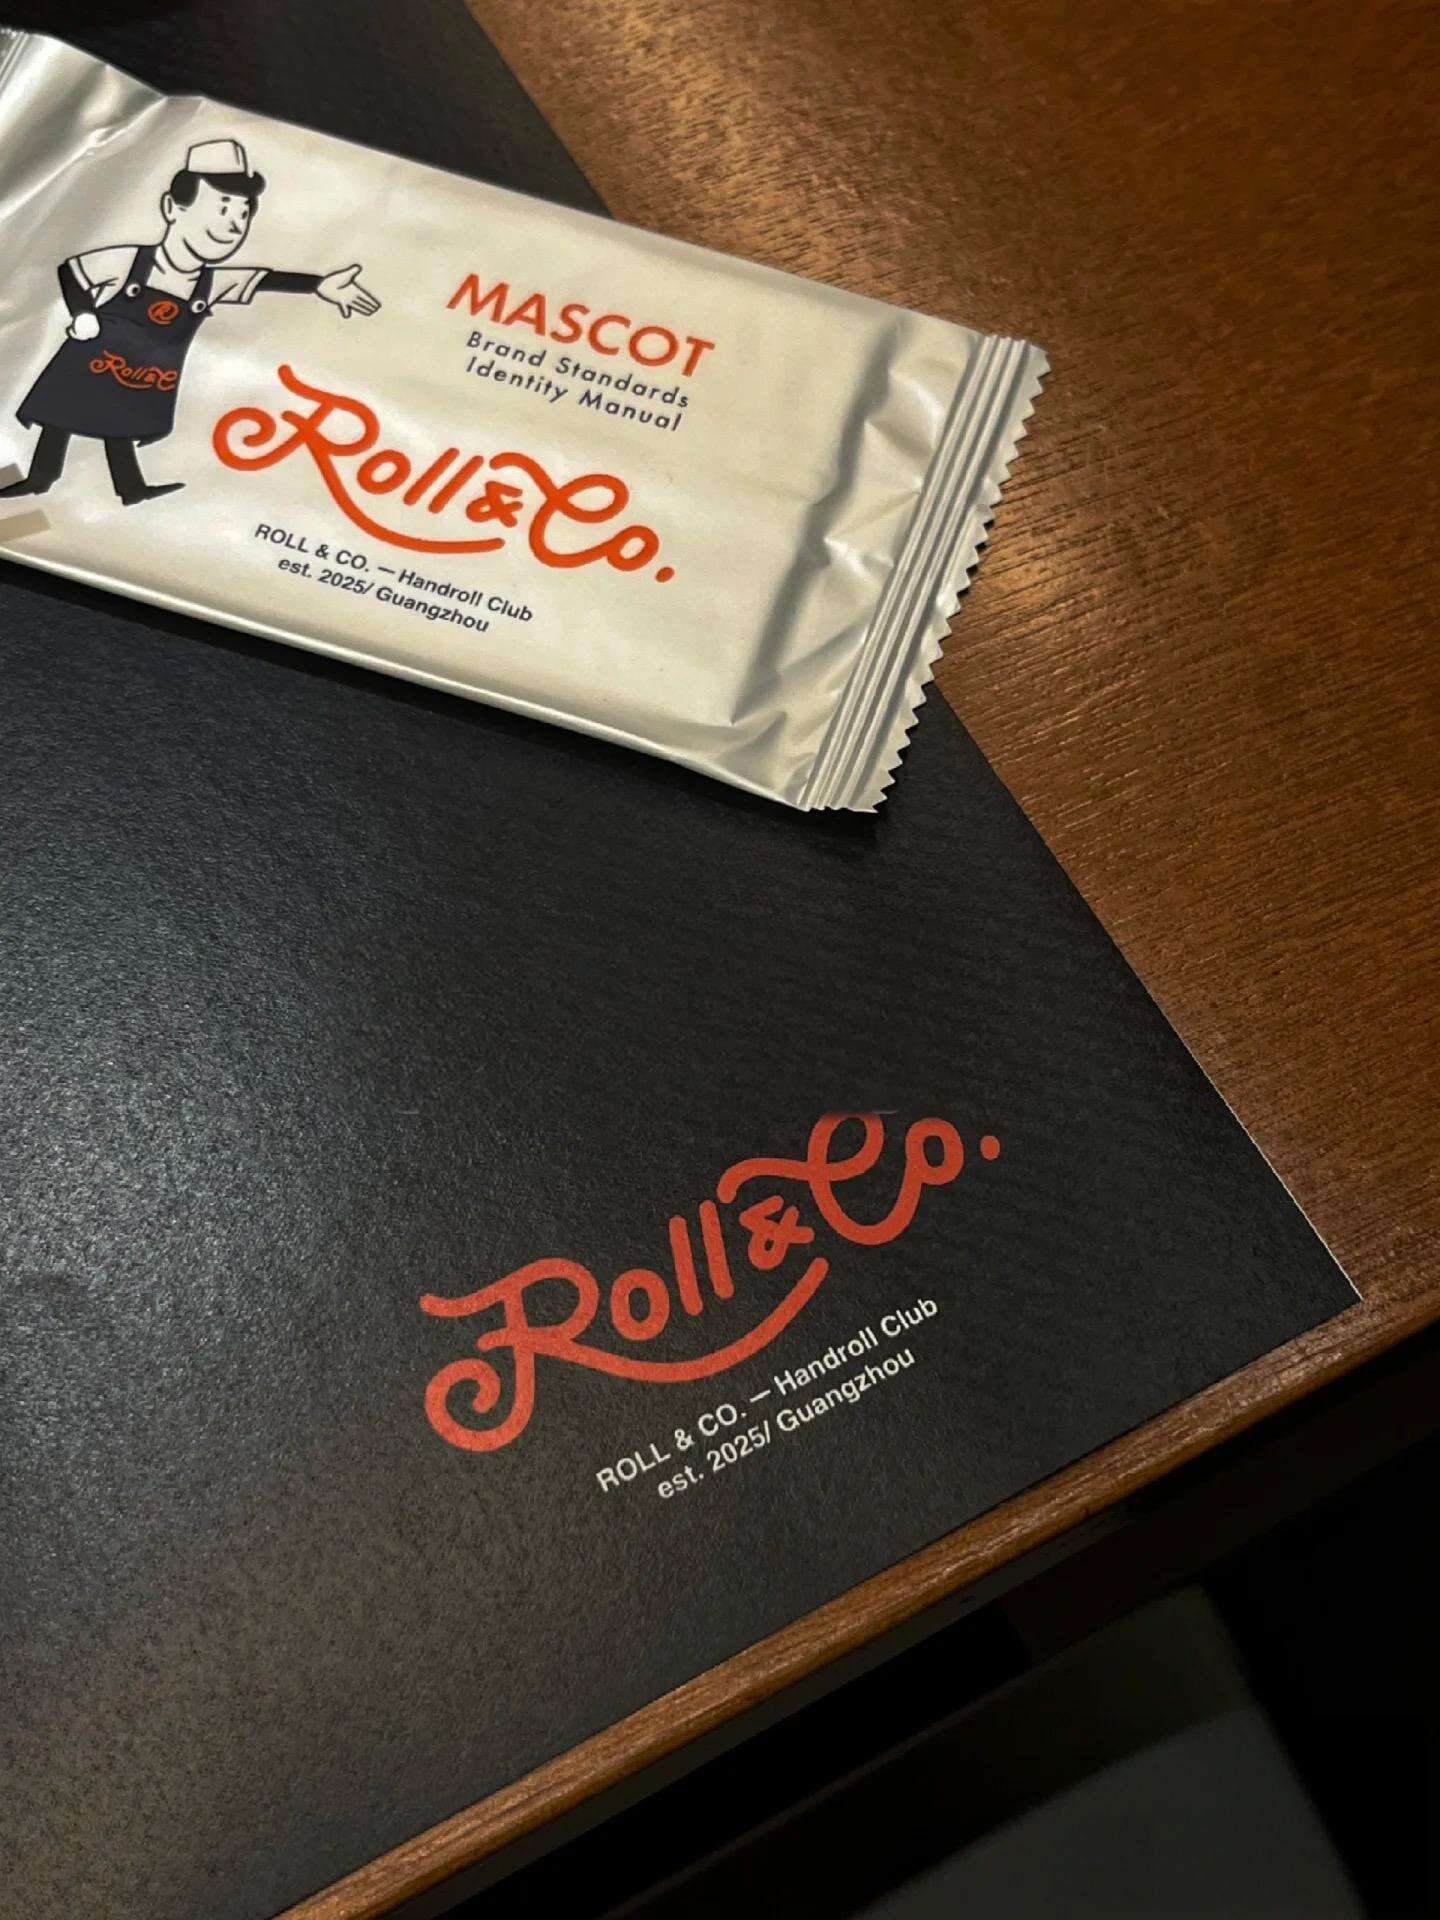 MASCOT
Brand Standards
Identity Manual
R
Roll&Co
Roll&Co.
ROLL & CO. — Handroll Club
est. 2025/ Guangzhou
Roll&Co.
ROLL & CO. — Handroll Club
est. 2025/ Guangzhou